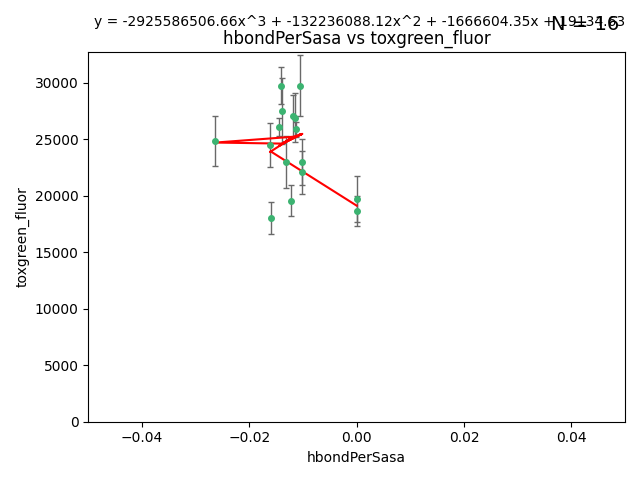 y = -2925586506.66x^3 + -132236088.12x^2 + -1666604.35x + 19134.63
N = 16
hbondPerSasa vs toxgreen_fluor
toxgreen_fluor
30000
25000
20000
15000
10000
5000
0
−0.04
−0.02
0.00
0.02
0.04
hbondPerSasa